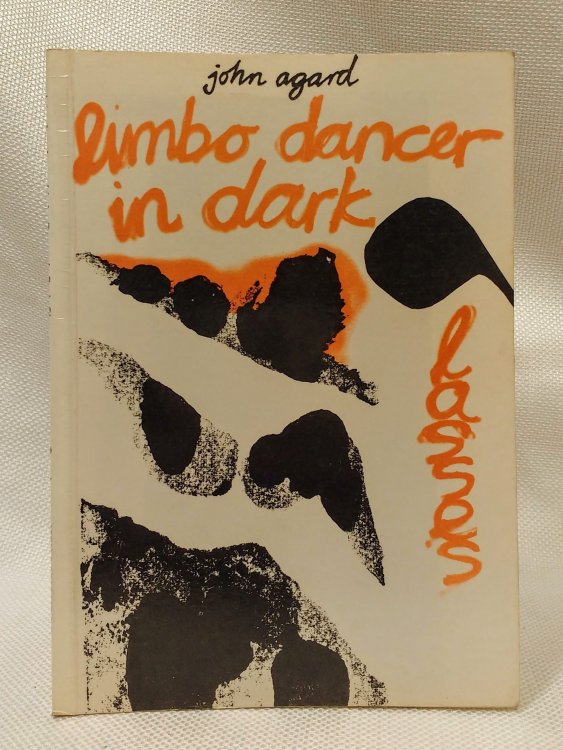 john agard
limbo dancer
in dark
glasses